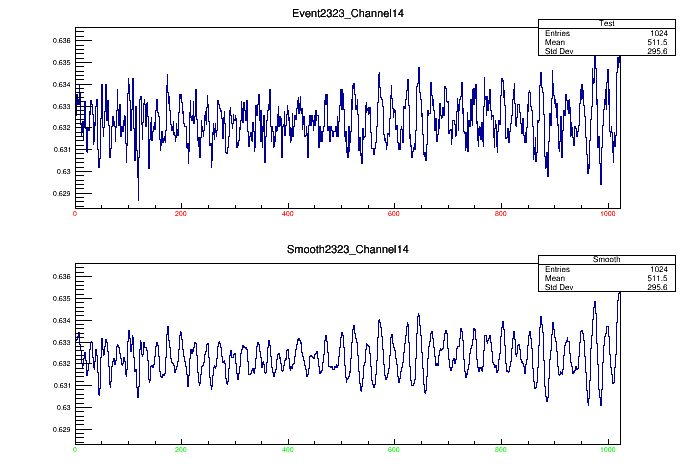 Event2323_Channel14
Test
Entries 1024
Mean 511.5
Std Dev 295.6
0.636
0.635
0.634
0.633
0.632
0.631
0.63
0.629
0 200 400 600 800 1000
Smooth2323_Channel14
Smooth
Entries 1024
Mean 511.5
Std Dev 295.6
0.636
0.635
0.634
0.633
0.632
0.631
0.63
0.629
0 200 400 600 800 1000